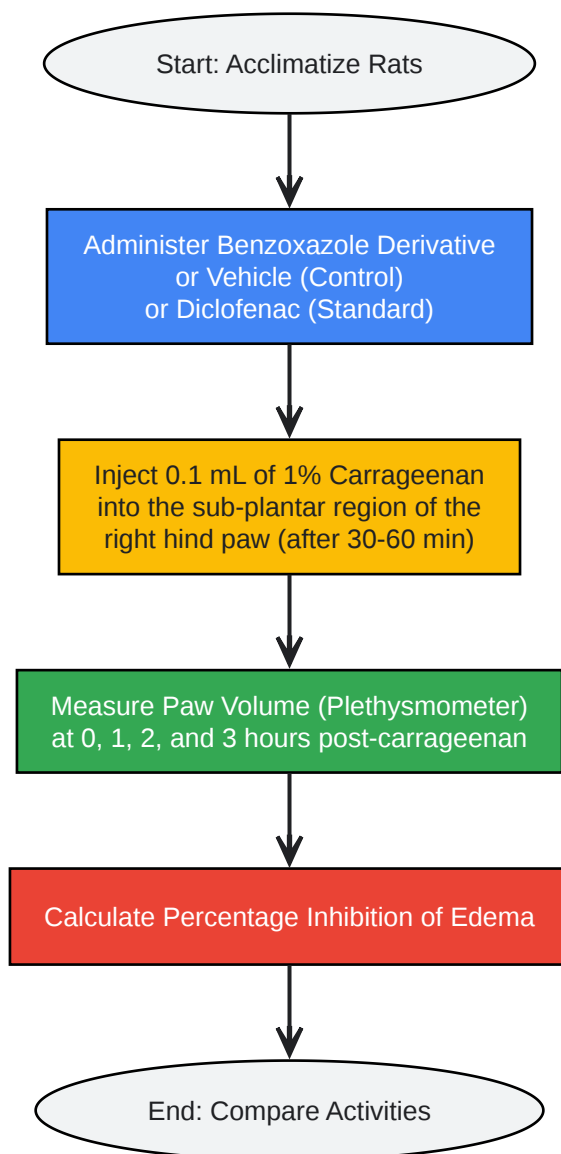 Start: Acclimatize Rats
Administer Benzoxazole Derivative
or Vehicle (Control)
or Diclofenac (Standard)
Inject 0.1 mL of 1% Carrageenan
into the sub-plantar region of the
right hind paw (after 30-60 min)
Measure Paw Volume (Plethysmometer)
at 0, 1, 2, and 3 hours post-carrageenan
Calculate Percentage Inhibition of Edema
End: Compare Activities